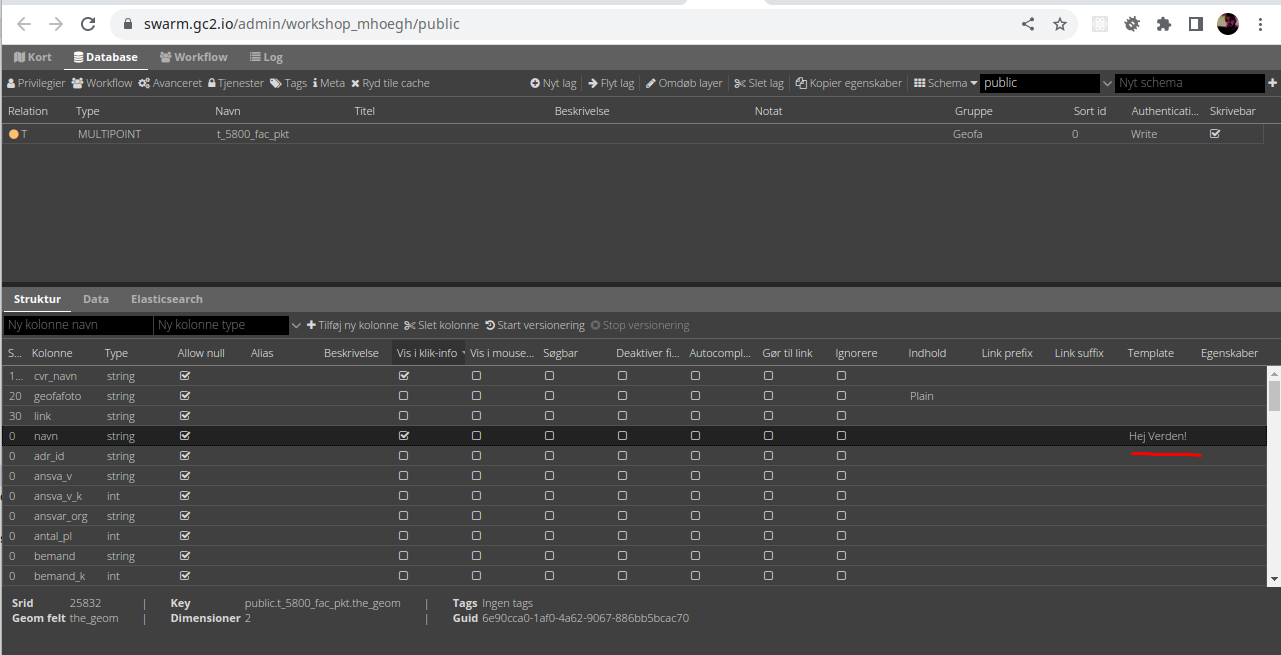 swarm.gc2.io/admin/workshop_mhoegh/public
Kort Database Workflow Log
Privilegier Workflow Avanceret Tjenester Tags Meta Ryd tile cache Nyt lag Flyt lag Omdøb layer Slet lag Kopier egenskaber Schema public Nyt schema
Relation Type Navn Titel Beskrivelse Notat Gruppe Sort id Authenticati... Skrivebar
T MULTIPOINT t_5800_fac_pkt Geofa 0 Write
Struktur Data Elasticsearch
Ny kolonne navn Ny kolonne type Tilføj ny kolonne Slet kolonne Start versionering Stop versionering
S... Kolonne Type Allow null Alias Beskrivelse Vis i klik-info Vis i mouse... Søgbar Deaktiver fi... Autocompl... Gør til link Ignorere Indhold Link prefix Link suffix Template Egenskaber
1... cvr_navn string
20 geofafoto string Plain
30 link string
0 navn string Hej Verden!
0 adr_id string
0 ansva_v string
0 ansva_v_k int
0 ansvar_org string
0 antal_pl int
0 bemand string
0 bemand_k int
Srid 25832 | Key public.t_5800_fac_pkt.the_geom | Tags Ingen tags
Geom felt the_geom | Dimensioner 2 | Guid 6e90cca0-1af0-4a62-9067-886bb5bcac70